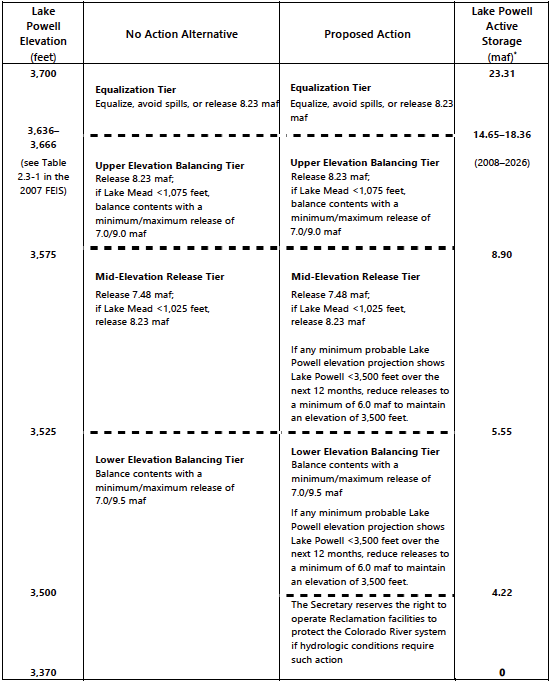 Lake
Powell
Elevation
(feet)
No Action Alternative
Proposed Action
Lake Powell
Active
Storage
(maf)*
3,700
Equalization Tier
Equalize, avoid spills, or release 8.23 maf
Equalization Tier
Equalize, avoid spills, or release 8.23
maf
23.31
3,636–
3,666
(see Table
2.3-1 in the
2007 FEIS)
14.65–18.36
(2008–2026)
Upper Elevation Balancing Tier
Release 8.23 maf;
if Lake Mead <1,075 feet,
balance contents with a
minimum/maximum release of
7.0/9.0 maf
Upper Elevation Balancing Tier
Release 8.23 maf;
if Lake Mead <1,075 feet,
balance contents with a
minimum/maximum release of
7.0/9.0 maf
3,575
8.90
Mid-Elevation Release Tier
Release 7.48 maf;
if Lake Mead <1,025 feet,
release 8.23 maf
Mid-Elevation Release Tier
Release 7.48 maf;
if Lake Mead <1,025 feet,
release 8.23 maf
If any minimum probable Lake
Powell elevation projection shows
Lake Powell <3,500 feet over the
next 12 months, reduce releases to
a minimum of 6.0 maf to maintain
an elevation of 3,500 feet.
3,525
5.55
Lower Elevation Balancing Tier
Balance contents with a
minimum/maximum release of
7.0/9.5 maf
Lower Elevation Balancing Tier
Balance contents with a
minimum/maximum release of
7.0/9.5 maf
If any minimum probable Lake
Powell elevation projection shows
Lake Powell <3,500 feet over the
next 12 months, reduce releases to
a minimum of 6.0 maf to maintain
an elevation of 3,500 feet.
3,500
4.22
The Secretary reserves the right to
operate Reclamation facilities to
protect the Colorado River system
if hydrologic conditions require
such action
3,370
0